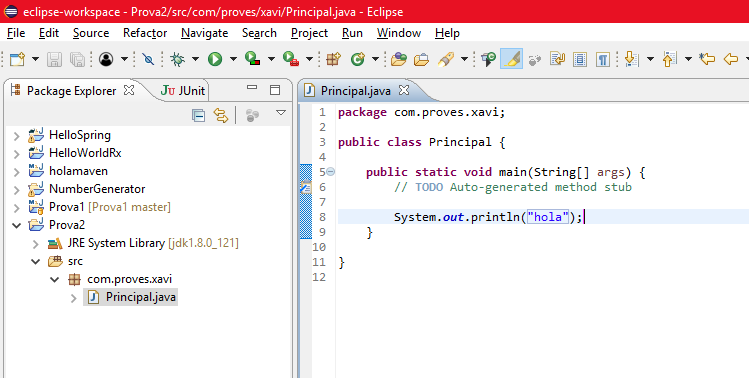 eclipse-workspace - Prova2/src/com/proves/xavi/Principal.java - Eclipse
File Edit Source Refactor Navigate Search Project Run Window Help
Package Explorer JUnit
HelloSpring
HelloWorldRx
holamaven
NumberGenerator
Prova1 [Prova1 master]
Prova2
JRE System Library [jdk1.8.0_121]
src
com.proves.xavi
Principal.java
Principal.java
1 package com.proves.xavi;
2
3 public class Principal {
4
5 public static void main(String[] args) {
6 // TODO Auto-generated method stub
7
8 System.out.println("hola");
9 }
10
11 }
12